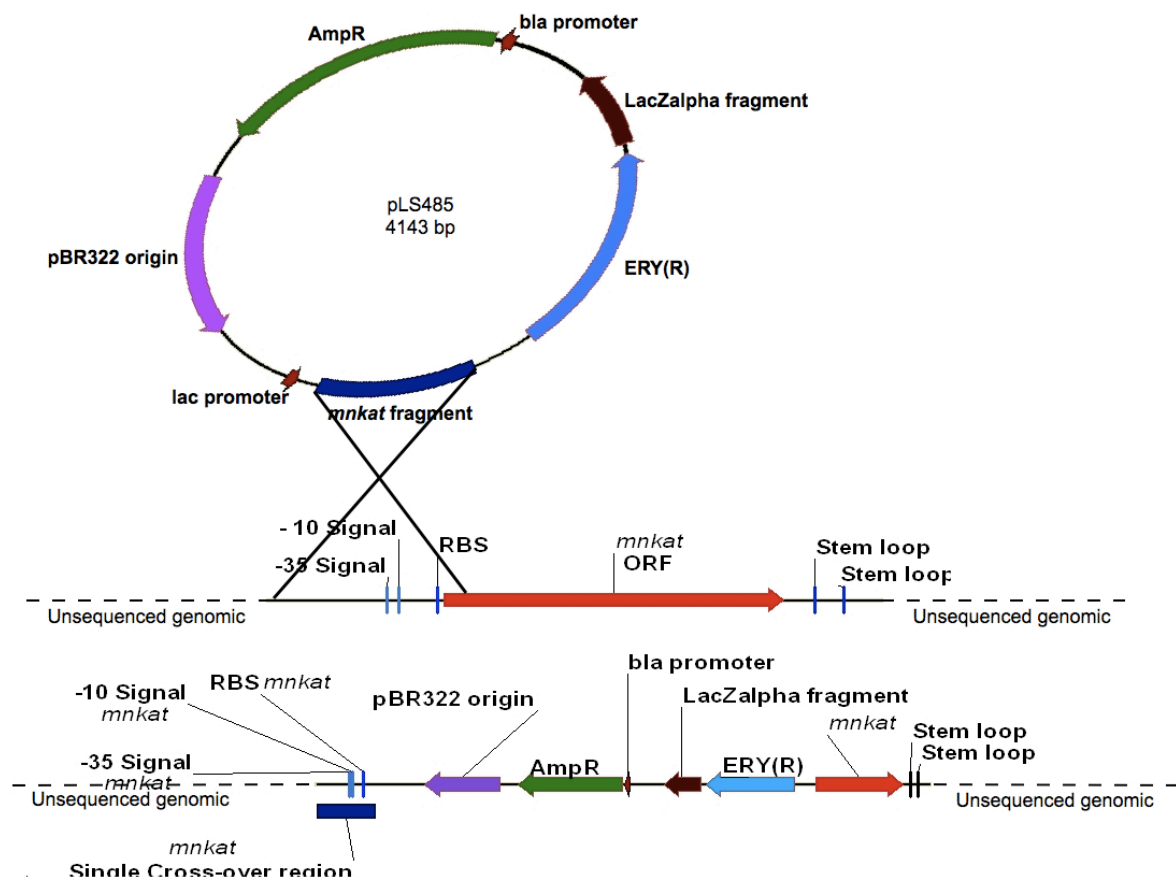 bla promoter
AmpR
LacZalpha fragment
pLS485
4143 bp
pBR322 origin
ERY(R)
lac promoter
mnkat fragment
- 10 Signal
RBS
mnkat
ORF
Stem loop
-35 Signal
Stem loop
Unsequenced genomic
Unsequenced genomic
bla promoter
-10 Signal
mnkat
RBS mnkat
pBR322 origin
LacZalpha fragment
mnkat
Stem loop
Stem loop
-35 Signal
mnkat
AmpR
ERY(R)
Unsequenced genomic
Unsequenced genomic
mnkat
Single Cross-over region